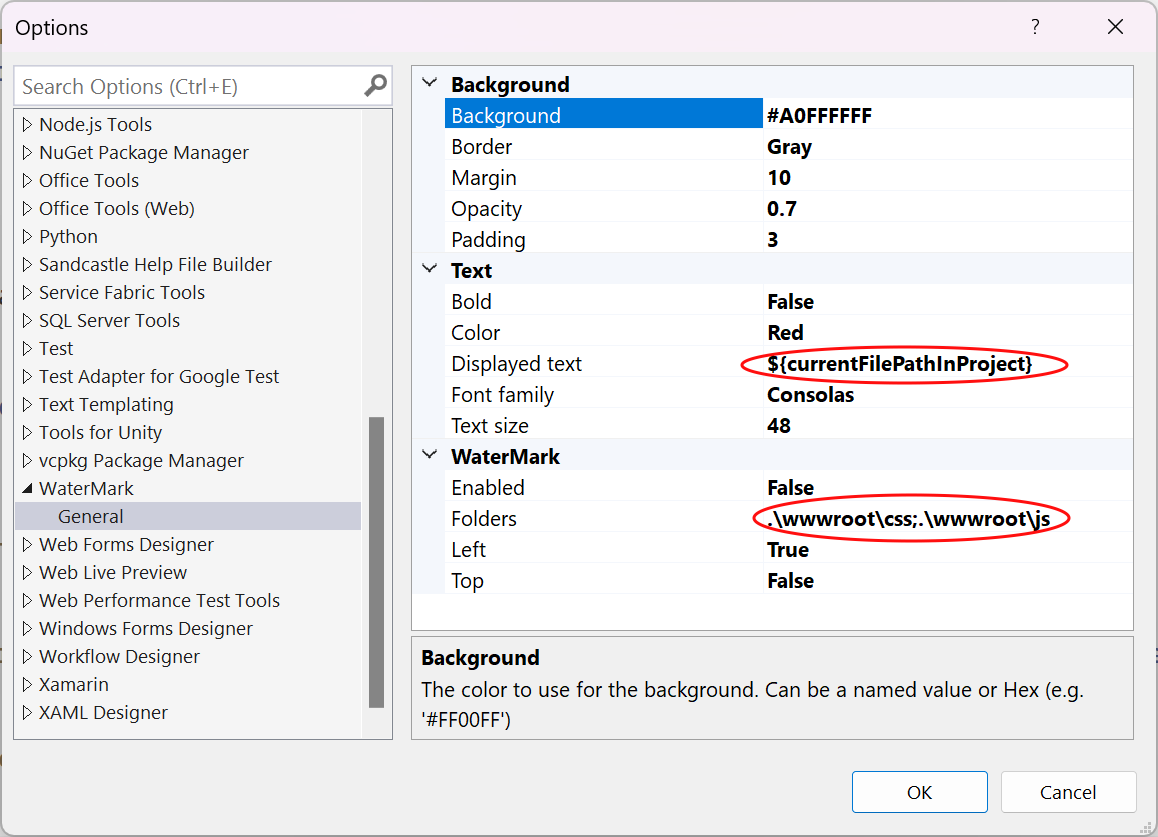 Options
?
Search Options (Ctrl+E)
Node.js Tools
NuGet Package Manager
Office Tools
Office Tools (Web)
Python
Sandcastle Help File Builder
Service Fabric Tools
SQL Server Tools
Test
Test Adapter for Google Test
Text Templating
Tools for Unity
vcpkg Package Manager
WaterMark
General
Web Forms Designer
Web Live Preview
Web Performance Test Tools
Windows Forms Designer
Workflow Designer
Xamarin
XAML Designer
Background
Background #A0FFFFFF
Border Gray
Margin 10
Opacity 0.7
Padding 3
Text
Bold False
Color Red
Displayed text ${currentFilePathInProject}
Font family Consolas
Text size 48
WaterMark
Enabled False
Folders .\wwwroot\css;.\wwwroot\js
Left True
Top False
Background
The color to use for the background. Can be a named value or Hex (e.g.
'#FF00FF')
OK Cancel